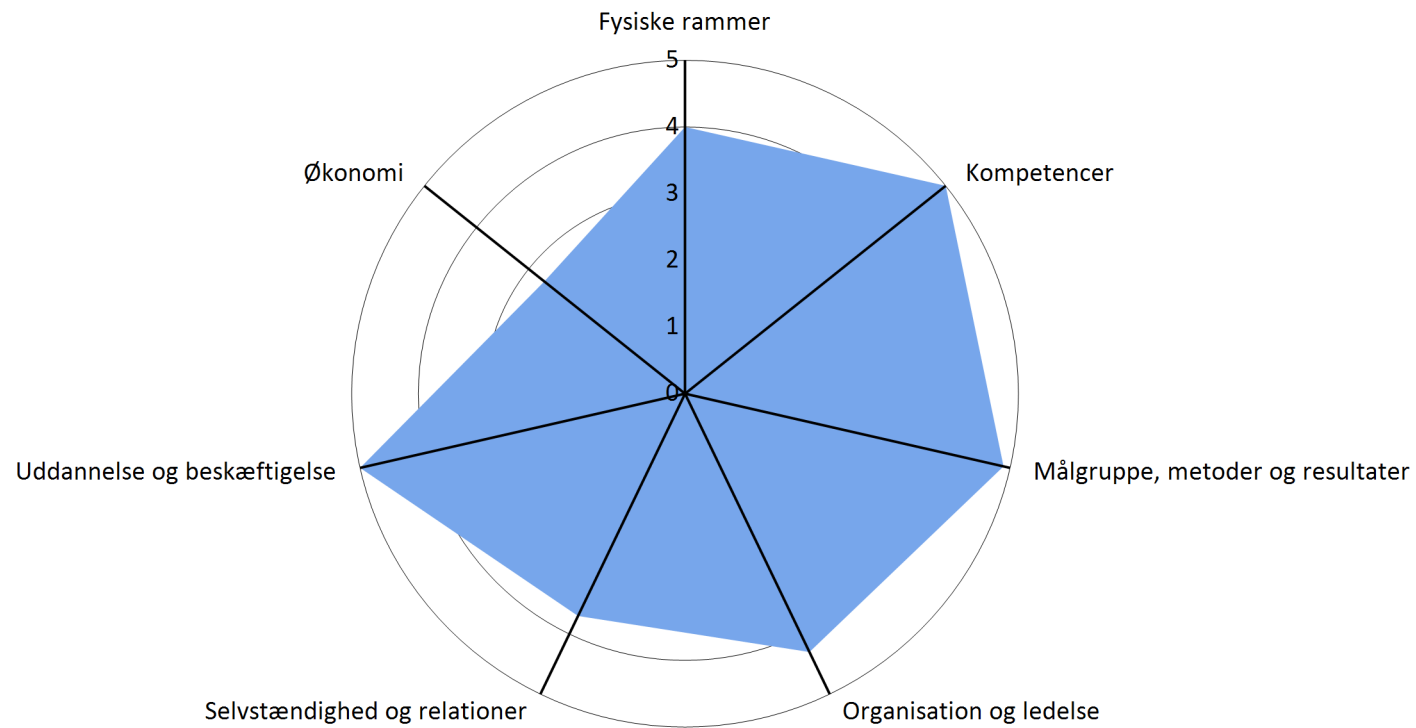 Fysiske rammer
5
4
Økonomi
Kompetencer
3
2
1
0
Uddannelse og beskæftigelse
Målgruppe, metoder og resultater
Selvstændighed og relationer
Organisation og ledelse